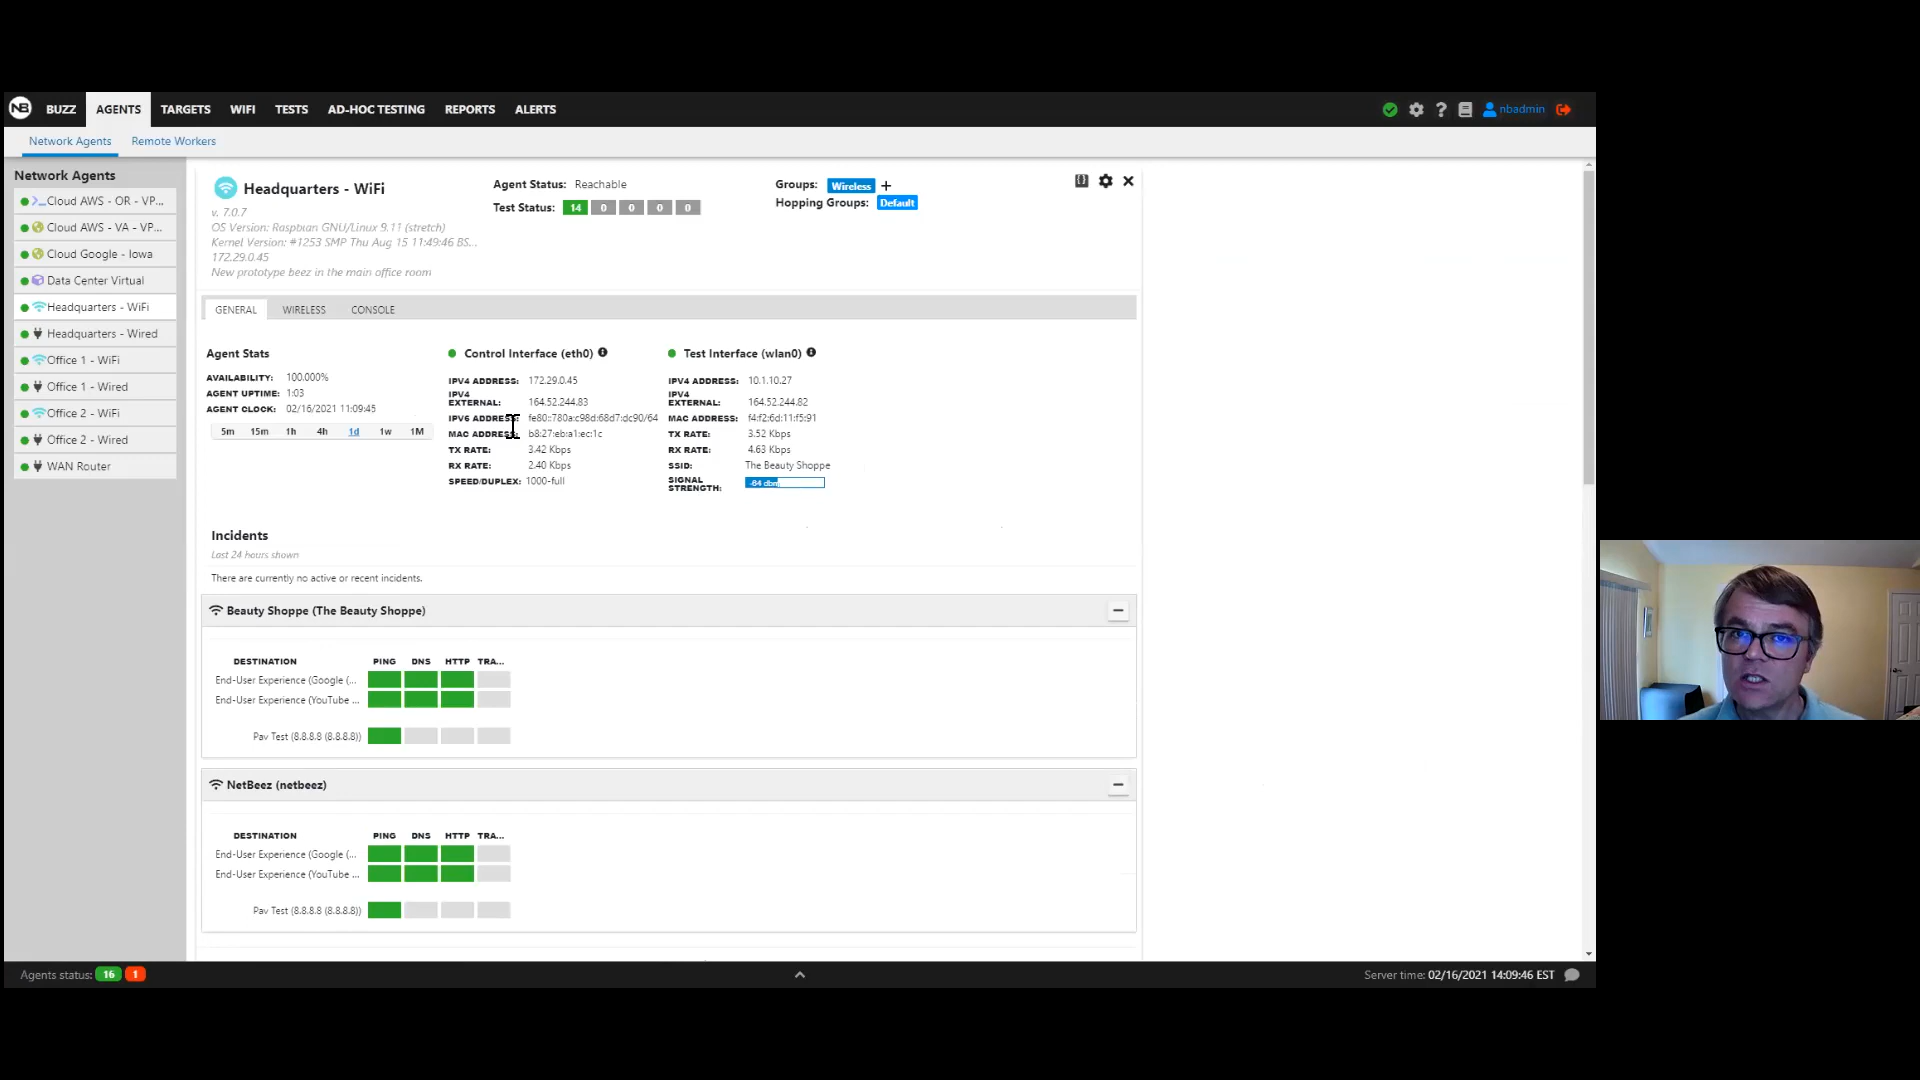 NB BUZZ AGENTS TARGETS WIFI TESTS AD-HOC TESTING REPORTS ALERTS ? nbadmin
Network Agents Remote Workers
Network Agents
Cloud AWS - OR - VP...
Cloud AWS - VA - VP...
Cloud Google - Iowa
Data Center Virtual
Headquarters - WiFi
Headquarters - Wired
Office 1 - WiFi
Office 1 - Wired
Office 2 - WiFi
Office 2 - Wired
WAN Router
Headquarters - WiFi
v. 7.0.7
OS Version: Raspbian GNU/Linux 9.11 (stretch)
Kernel Version: #1253 SMP Thu Aug 15 11:49:46 BS...
172.29.0.45
New prototype beez in the main office room
Agent Status: Reachable
Test Status: 14 0 0 0 0
Groups: Wireless +
Hopping Groups: Default
GENERAL WIRELESS CONSOLE
Agent Stats
AVAILABILITY: 100.000%
AGENT UPTIME: 1:03
AGENT CLOCK: 02/16/2021 11:09:45
5m 15m 1h 4h 1d 1w 1M
Control Interface (eth0)
IPV4 ADDRESS: 172.29.0.45
IPV4 EXTERNAL: 164.52.244.83
IPV6 ADDRESS: fe80::780a:c98d:68d7:dc90/64
MAC ADDRESS: b8:27:eb:a1:ec:1c
TX RATE: 3.42 Kbps
RX RATE: 2.40 Kbps
SPEED/DUPLEX: 1000-full
Test Interface (wlan0)
IPV4 ADDRESS: 10.1.10.27
IPV4 EXTERNAL: 164.52.244.82
MAC ADDRESS: f4:f2:6d:11:f5:91
TX RATE: 3.52 Kbps
RX RATE: 4.63 Kbps
SSID: The Beauty Shoppe
SIGNAL STRENGTH: -64 dbm
Incidents
Last 24 hours shown
There are currently no active or recent incidents.
Beauty Shoppe (The Beauty Shoppe)
DESTINATION PING DNS HTTP TRA...
End-User Experience (Google (...
End-User Experience (YouTube ...
Pav Test (8.8.8.8 (8.8.8.8))
NetBeez (netbeez)
DESTINATION PING DNS HTTP TRA...
End-User Experience (Google (...
End-User Experience (YouTube ...
Pav Test (8.8.8.8 (8.8.8.8))
Agents status: 16 1
Server time: 02/16/2021 14:09:46 EST